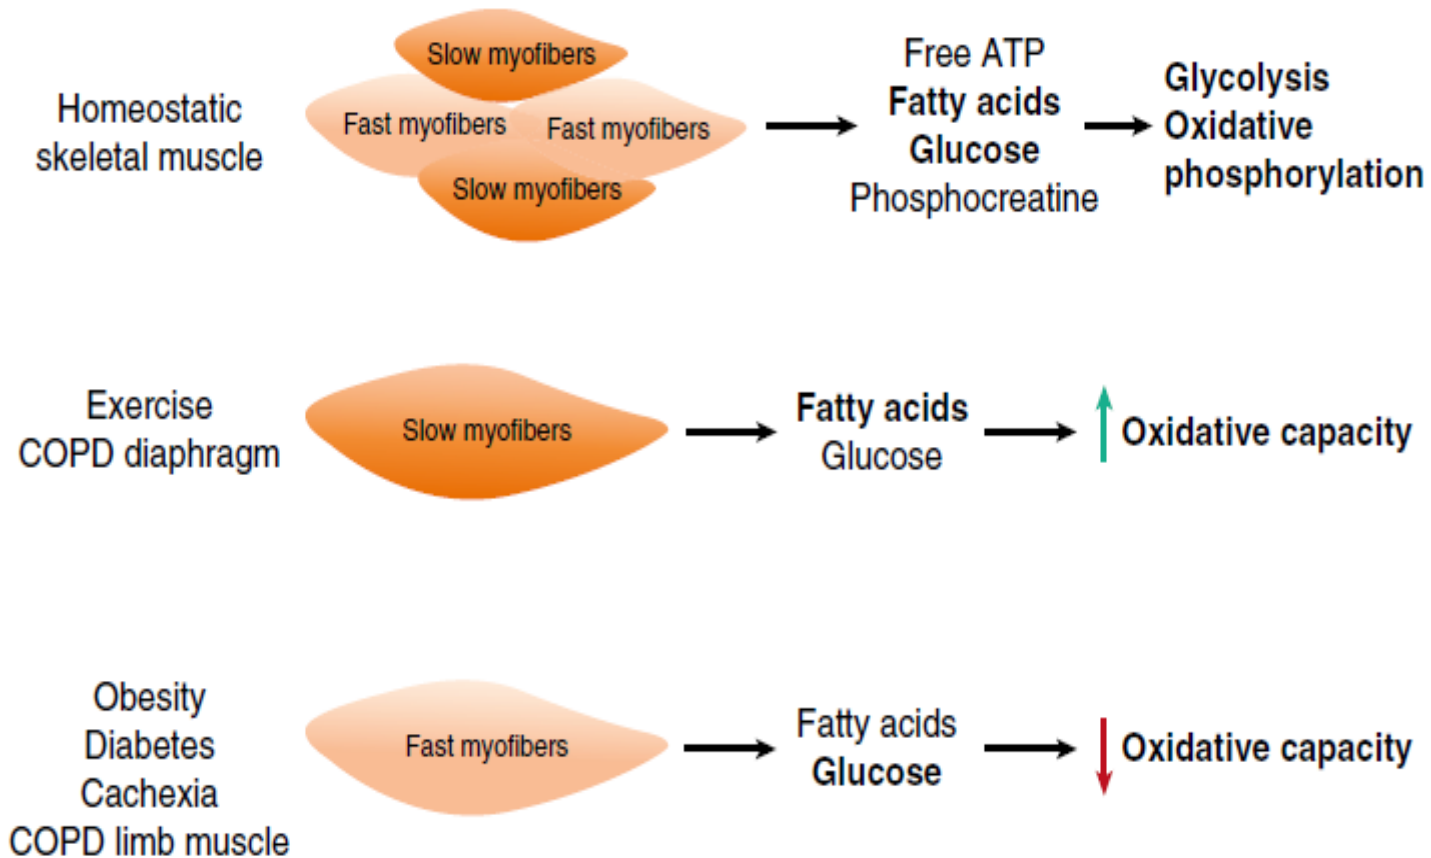 Homeostatic
skeletal muscle
Slow myofibers
Fast myofibers
Fast myofibers
Slow myofibers
Free ATP
Fatty acids
Glucose
Phosphocreatine
Glycolysis
Oxidative
phosphorylation
Exercise
COPD diaphragm
Slow myofibers
Fatty acids
Glucose
Oxidative capacity
Obesity
Diabetes
Cachexia
COPD limb muscle
Fast myofibers
Fatty acids
Glucose
Oxidative capacity